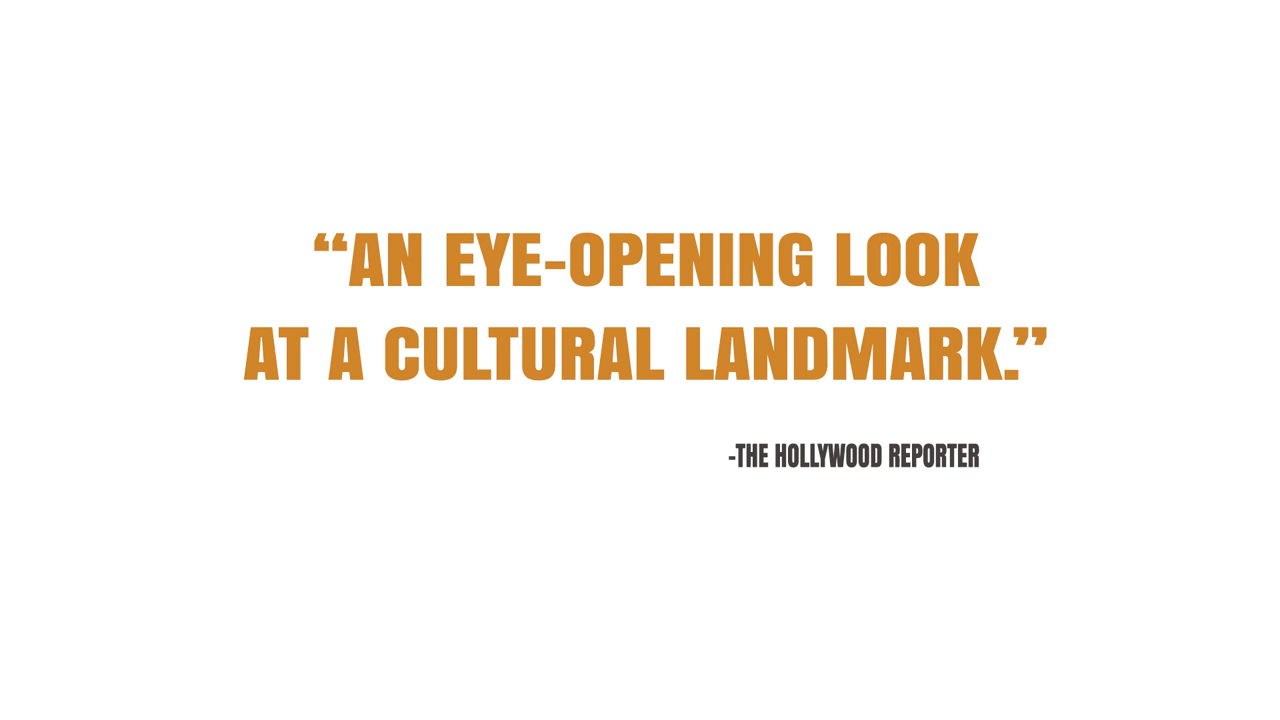 “AN EYE-OPENING LOOK
AT A CULTURAL LANDMARK.”
-THE HOLLYWOOD REPORTER